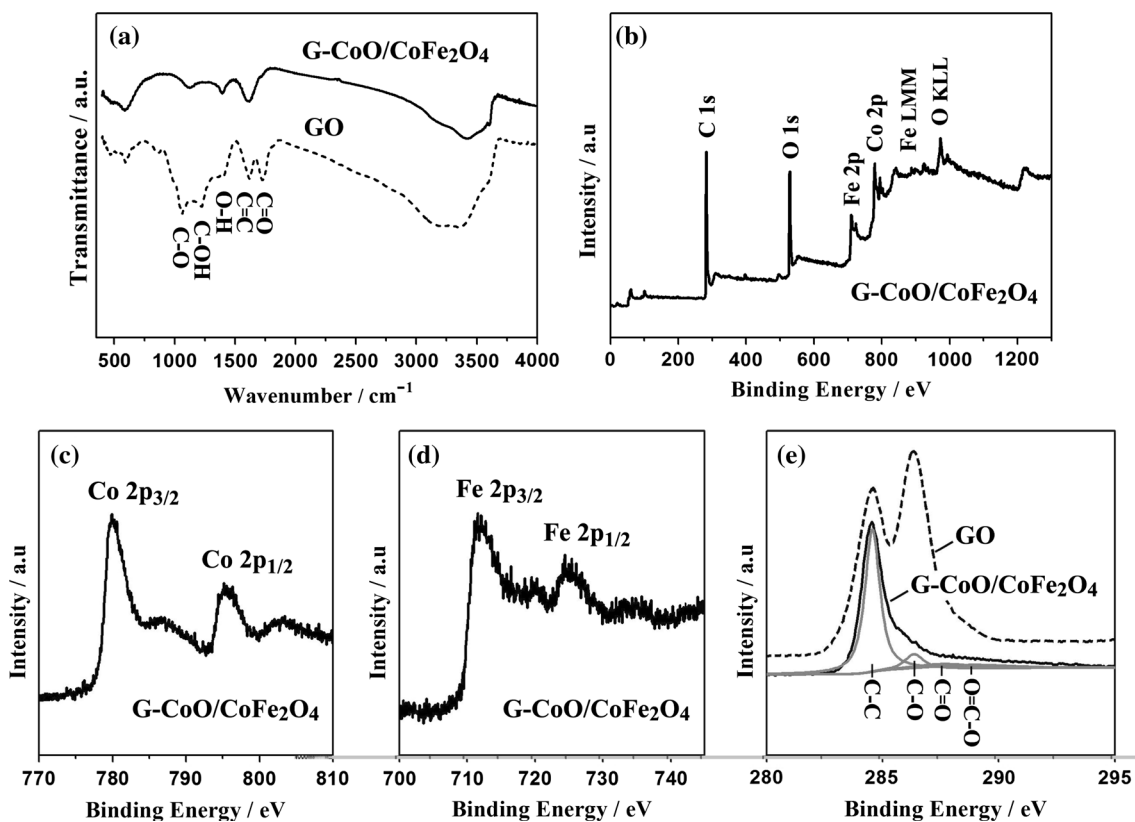 (a)
G-CoO/CoFe₂O₄
GO
C-O
C-OH
O-H
C=C
C=O
Transmittance / a.u.
500 1000 1500 2000 2500 3000 3500 4000
Wavenumber / cm⁻¹
(b)
C 1s
O 1s
Fe 2p
Co 2p
Fe LMM
O KLL
G-CoO/CoFe₂O₄
Intensity / a.u
0 200 400 600 800 1000 1200
Binding Energy / eV
(c)
Co 2p₃/₂
Co 2p₁/₂
G-CoO/CoFe₂O₄
Intensity / a.u
770 780 790 800 810
Binding Energy / eV
(d)
Fe 2p₃/₂
Fe 2p₁/₂
G-CoO/CoFe₂O₄
Intensity / a.u
700 710 720 730 740
Binding Energy / eV
(e)
GO
G-CoO/CoFe₂O₄
C-C
C-O
C=O
O=C-O
Intensity / a.u
280 285 290 295
Binding Energy / eV